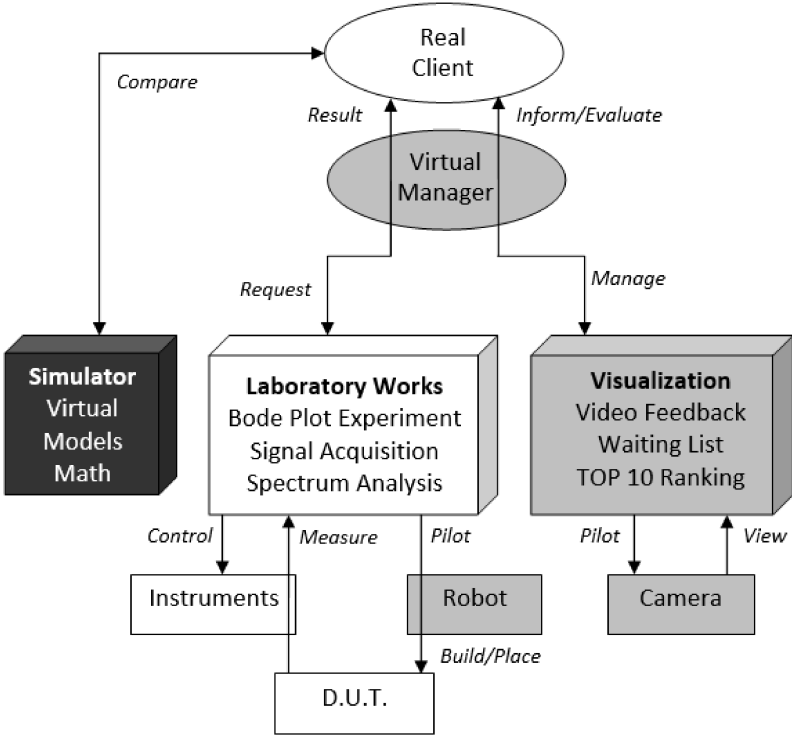 Real
Client
Compare
Result
Inform/Evaluate
Virtual
Manager
Request
Manage
Simulator
Virtual
Models
Math
Laboratory Works
Bode Plot Experiment
Signal Acquisition
Spectrum Analysis
Visualization
Video Feedback
Waiting List
TOP 10 Ranking
Control
Measure
Pilot
Pilot
View
Instruments
Robot
Camera
Build/Place
D.U.T.